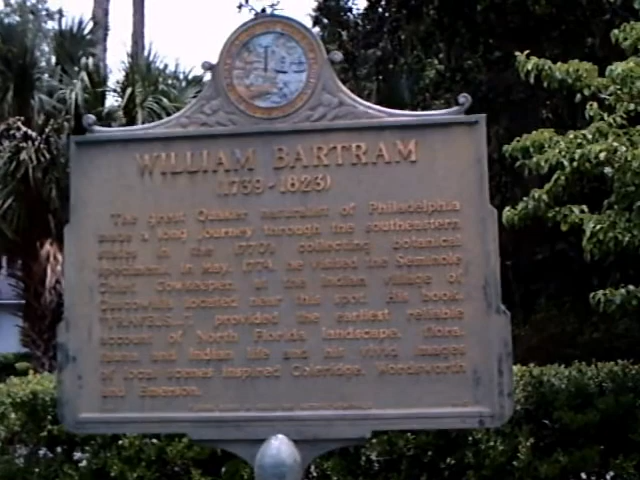 WILLIAM BARTRAM
(1739-1823)
The great Quaker naturalist of Philadelphia
made a long journey through the southeastern
states in the 1770's collecting botanical
specimens. In May, 1774, he visited the Seminole
Chief, Cowkeeper, at the Indian village of
Cuscowilla located near this spot. His book,
TRAVELS, provided the earliest reliable
account of North Florida landscape, flora,
fauna and Indian life and his vivid images
of local scenes inspired Coleridge, Wordsworth
and Emerson.